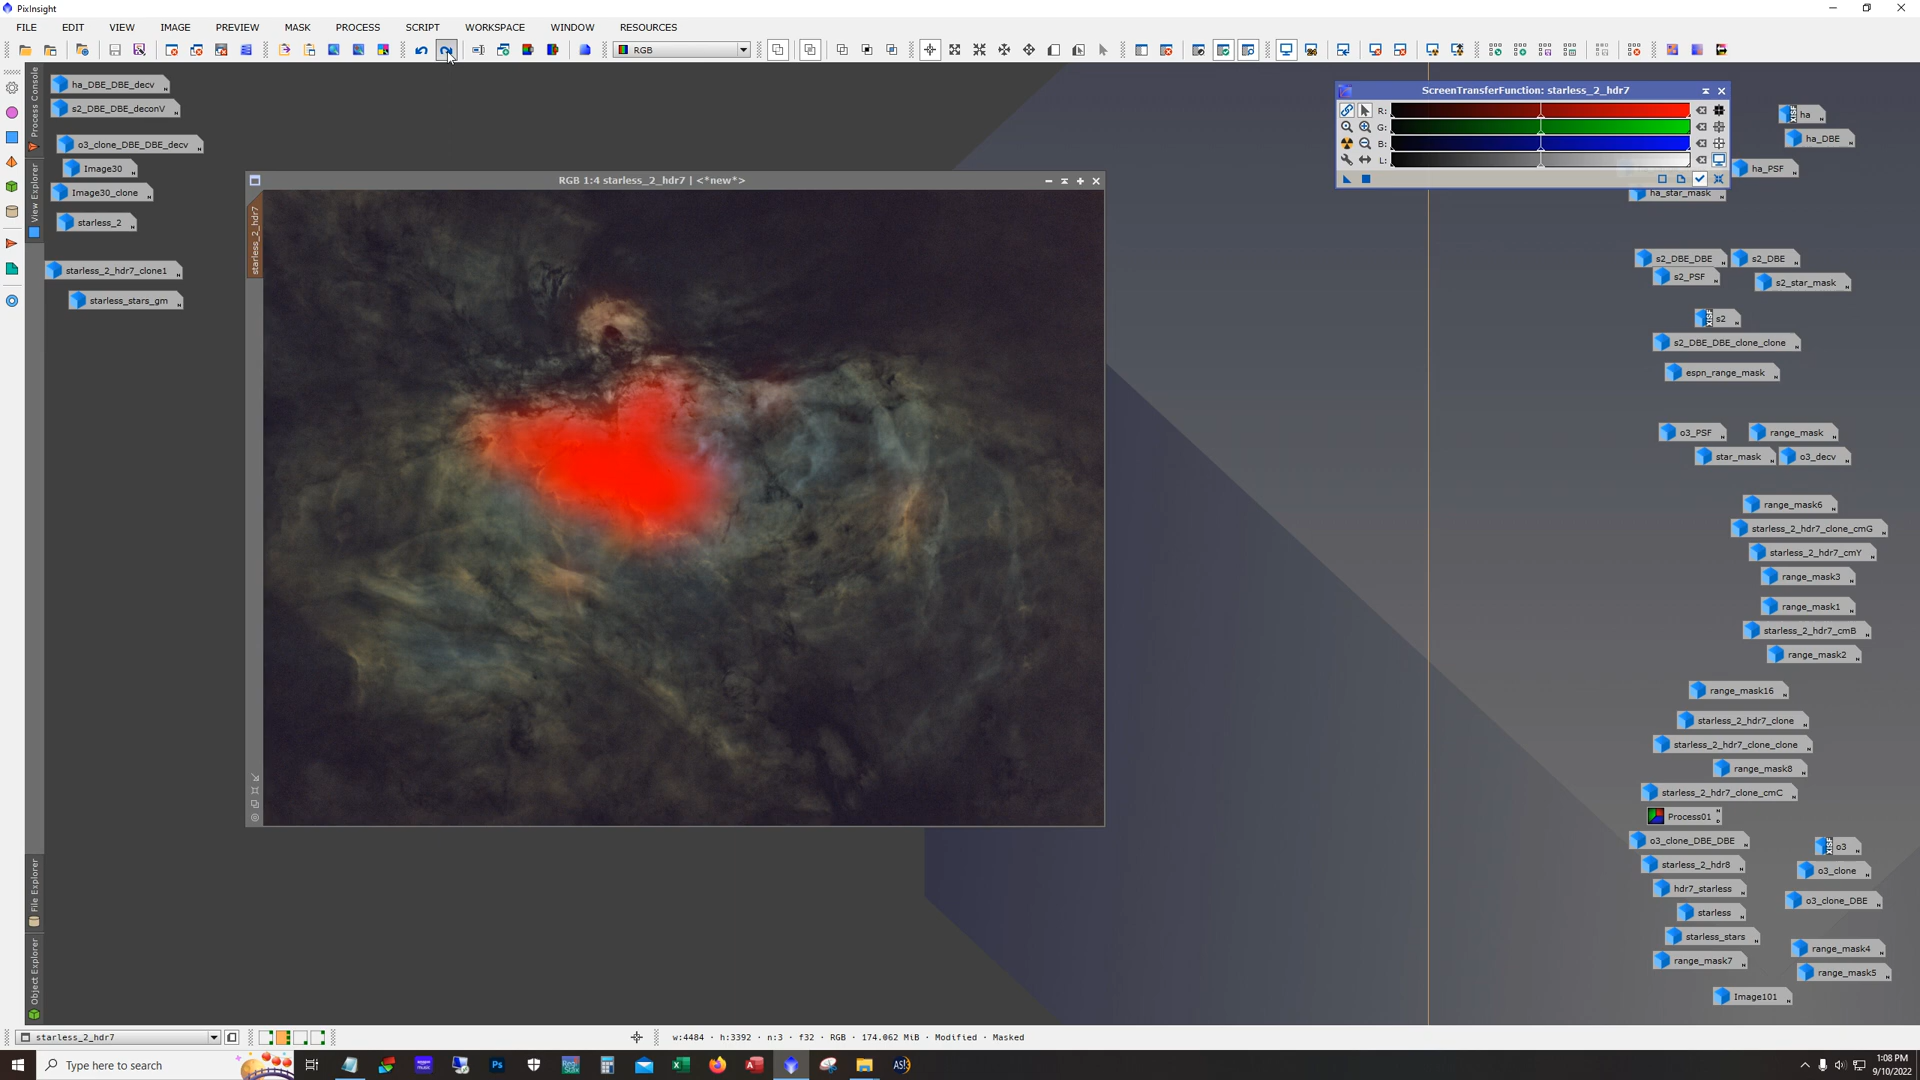 PixInsight
FILE EDIT VIEW IMAGE PREVIEW MASK PROCESS SCRIPT WORKSPACE WINDOW RESOURCES
RGB
Process Console
View Explorer
File Explorer
Object Explorer
ha_DBE_DBE_decv
s2_DBE_DBE_deconV
o3_clone_DBE_DBE_decv
Image30
Image30_clone
starless_2
starless_2_hdr7_clone1
starless_stars_gm
RGB 1:4 starless_2_hdr7 | <*new*>
starless_2_hdr7
ScreenTransferFunction: starless_2_hdr7
R:
G:
B:
L:
ha
ha_DBE
ha_PSF
ha_star_mask
s2_DBE_DBE
s2_DBE
s2_PSF
s2_star_mask
s2
s2_DBE_DBE_clone_clone
espn_range_mask
o3_PSF
range_mask
star_mask
o3_decv
range_mask6
starless_2_hdr7_clone_cmG
starless_2_hdr7_cmY
range_mask3
range_mask1
starless_2_hdr7_cmB
range_mask2
range_mask16
starless_2_hdr7_clone
starless_2_hdr7_clone_clone
range_mask8
starless_2_hdr7_clone_cmC
Process01
o3_clone_DBE_DBE
o3
starless_2_hdr8
o3_clone
hdr7_starless
o3_clone_DBE
starless
starless_stars
range_mask4
range_mask7
range_mask5
Image101
starless_2_hdr7
w:4484 · h:3392 · n:3 · f32 · RGB · 174.062 MiB · Modified · Masked
Type here to search
Ps
1:08 PM
9/10/2022